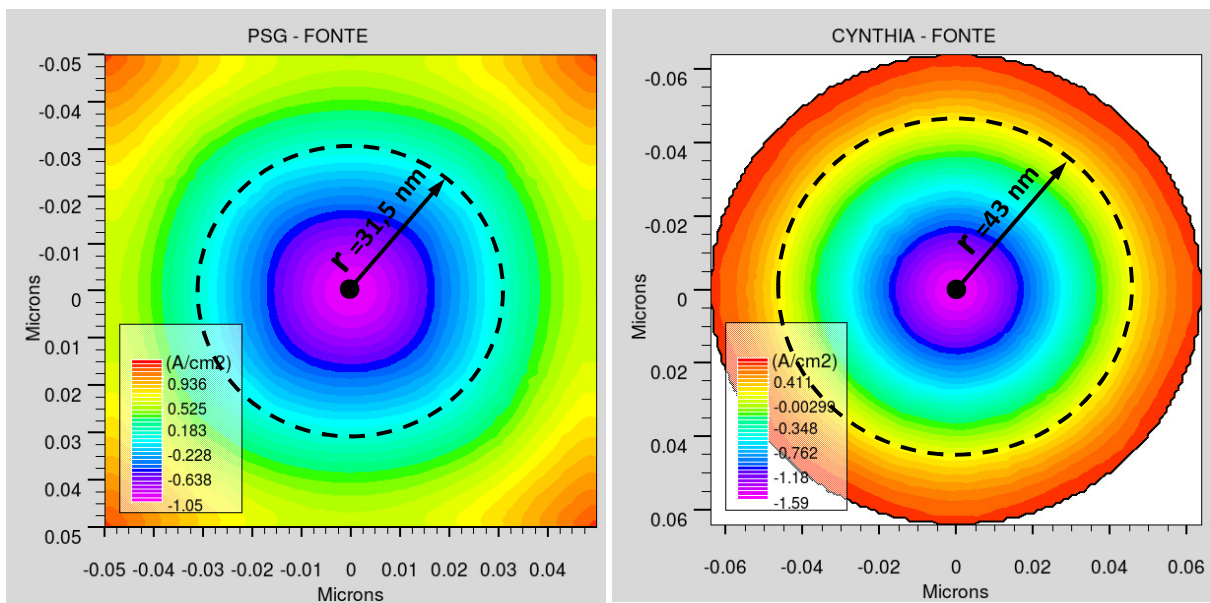 PSG - FONTE
-0.05
-0.04
-0.03
-0.02
-0.01
0
0.01
0.02
0.03
0.04
0.05
Microns
r =31,5 nm
(A/cm2)
0.936
0.525
0.183
-0.228
-0.638
-1.05
-0.05 -0.04 -0.03 -0.02 -0.01 0 0.01 0.02 0.03 0.04
Microns
CYNTHIA - FONTE
-0.06
-0.04
-0.02
0
0.02
0.04
0.06
Microns
r =43 nm
(A/cm2)
0.411
-0.00299
-0.348
-0.762
-1.18
-1.59
-0.06 -0.04 -0.02 0 0.02 0.04 0.06
Microns